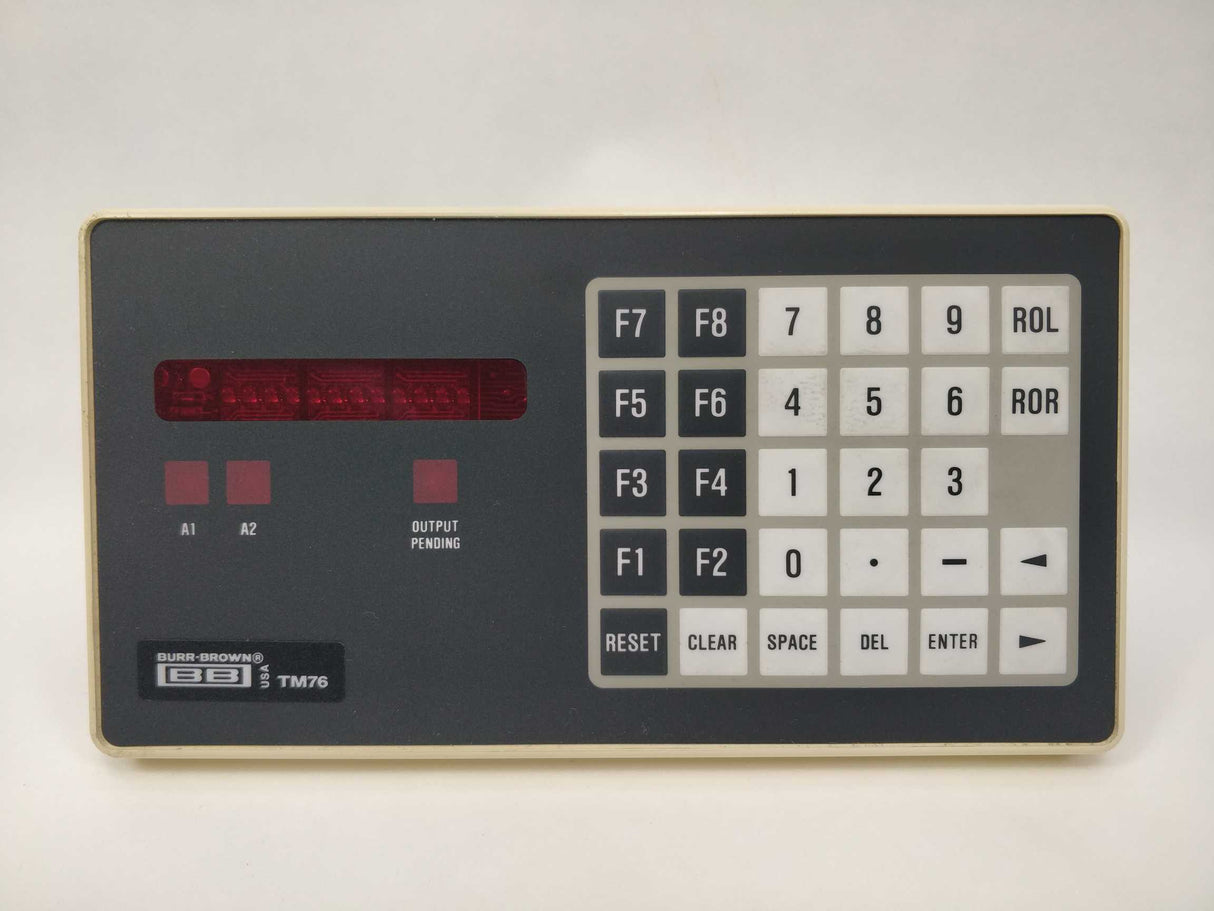 F7 F8 7 8 9 ROL
F5 F6 4 5 6 ROR
F3 F4 1 2 3
F1 F2 0 . – ◄
RESET CLEAR SPACE DEL ENTER ►
A1 A2 OUTPUT
PENDING
BURR-BROWN®
BB USA TM76